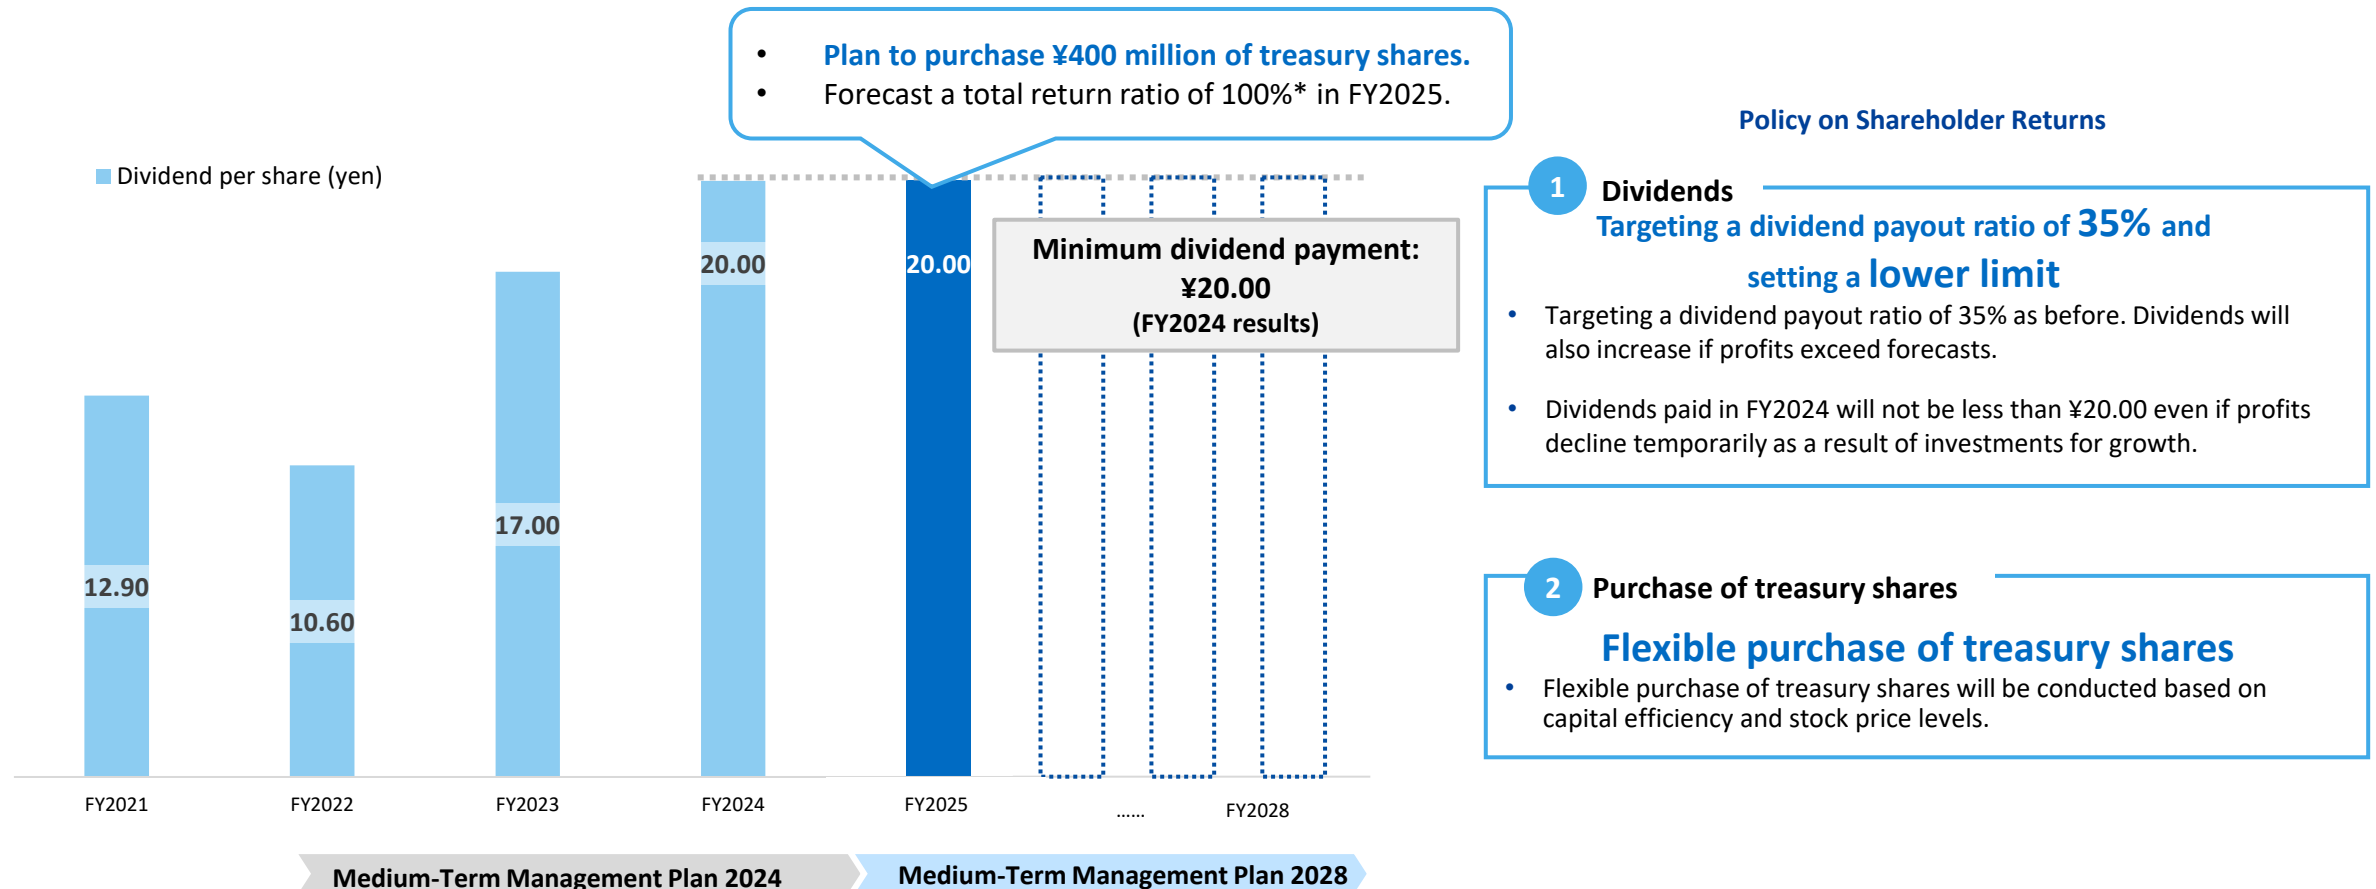 • Plan to purchase ¥400 million of treasury shares.
• Forecast a total return ratio of 100%* in FY2025.
Dividend per share (yen)
12.90
10.60
17.00
20.00
20.00
Minimum dividend payment:
¥20.00
(FY2024 results)
FY2021
FY2022
FY2023
FY2024
FY2025
......
FY2028
Medium-Term Management Plan 2024
Medium-Term Management Plan 2028
Policy on Shareholder Returns
1 Dividends
Targeting a dividend payout ratio of 35% and
setting a lower limit
• Targeting a dividend payout ratio of 35% as before. Dividends will
also increase if profits exceed forecasts.
• Dividends paid in FY2024 will not be less than ¥20.00 even if profits
decline temporarily as a result of investments for growth.
2 Purchase of treasury shares
Flexible purchase of treasury shares
• Flexible purchase of treasury shares will be conducted based on
capital efficiency and stock price levels.